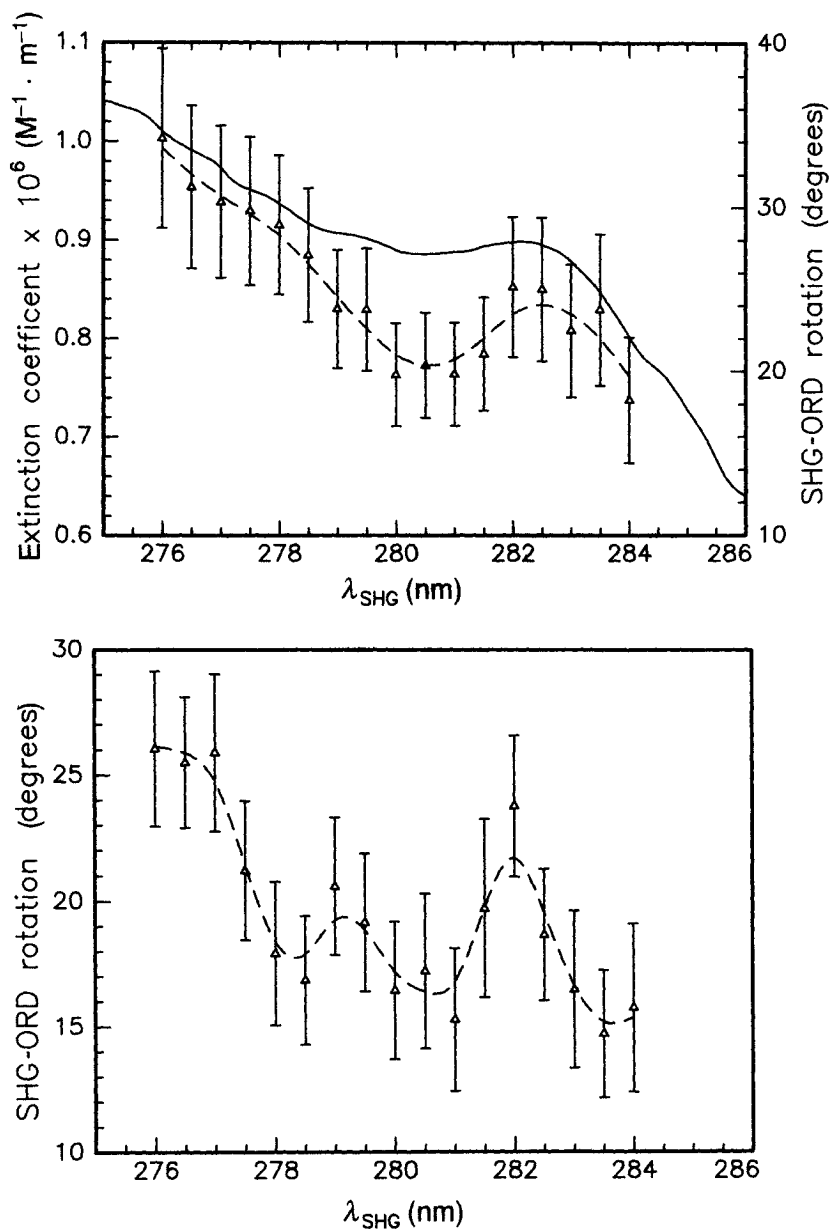 1.1
1.0
0.9
0.8
0.7
0.6
Extinction coefficent x 10⁶ (M⁻¹ · m⁻¹)
40
30
20
10
SHG-ORD rotation (degrees)
276 278 280 282 284 286
λSHG (nm)
30
25
20
15
10
SHG-ORD rotation (degrees)
276 278 280 282 284 286
λSHG (nm)